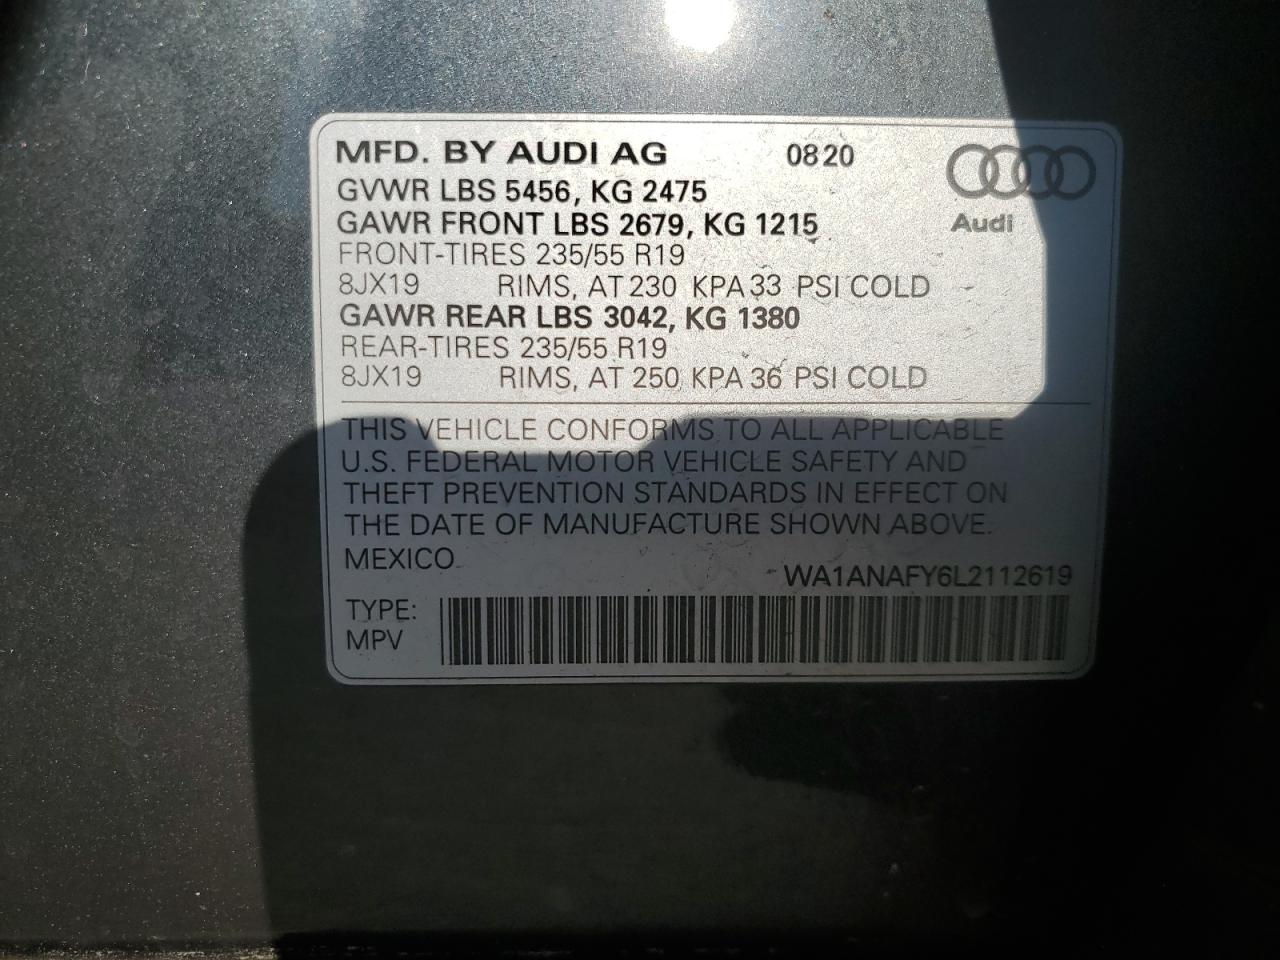 MFD. BY AUDI AG 0820
Audi
GVWR LBS 5456, KG 2475
GAWR FRONT LBS 2679, KG 1215
FRONT-TIRES 235/55 R19
8JX19 RIMS, AT 230 KPA 33 PSI COLD
GAWR REAR LBS 3042, KG 1380
REAR-TIRES 235/55 R19
8JX19 RIMS, AT 250 KPA 36 PSI COLD
THIS VEHICLE CONFORMS TO ALL APPLICABLE
U.S. FEDERAL MOTOR VEHICLE SAFETY AND
THEFT PREVENTION STANDARDS IN EFFECT ON
THE DATE OF MANUFACTURE SHOWN ABOVE.
MEXICO
WA1ANAFY6L2112619
TYPE:
MPV